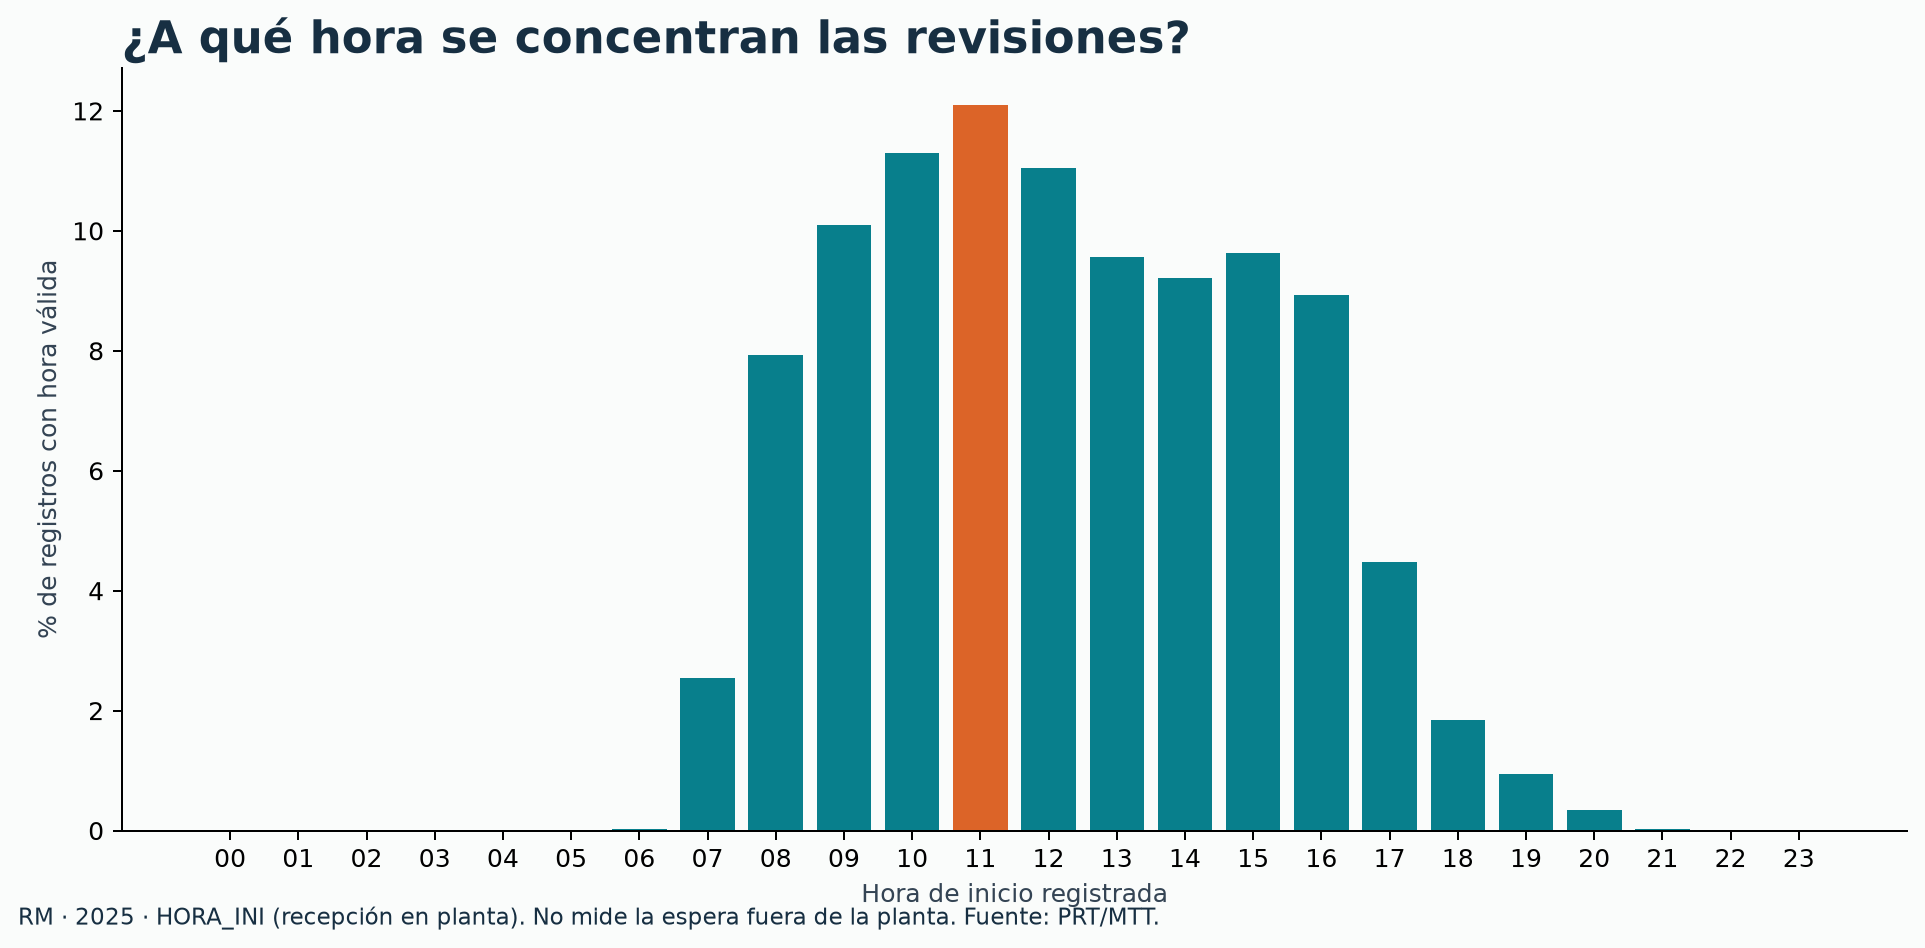 ¿A qué hora se concentran las revisiones?
% de registros con hora válida
12
10
8
6
4
2
0
00 01 02 03 04 05 06 07 08 09 10 11 12 13 14 15 16 17 18 19 20 21 22 23
Hora de inicio registrada
RM · 2025 · HORA_INI (recepción en planta). No mide la espera fuera de la planta. Fuente: PRT/MTT.